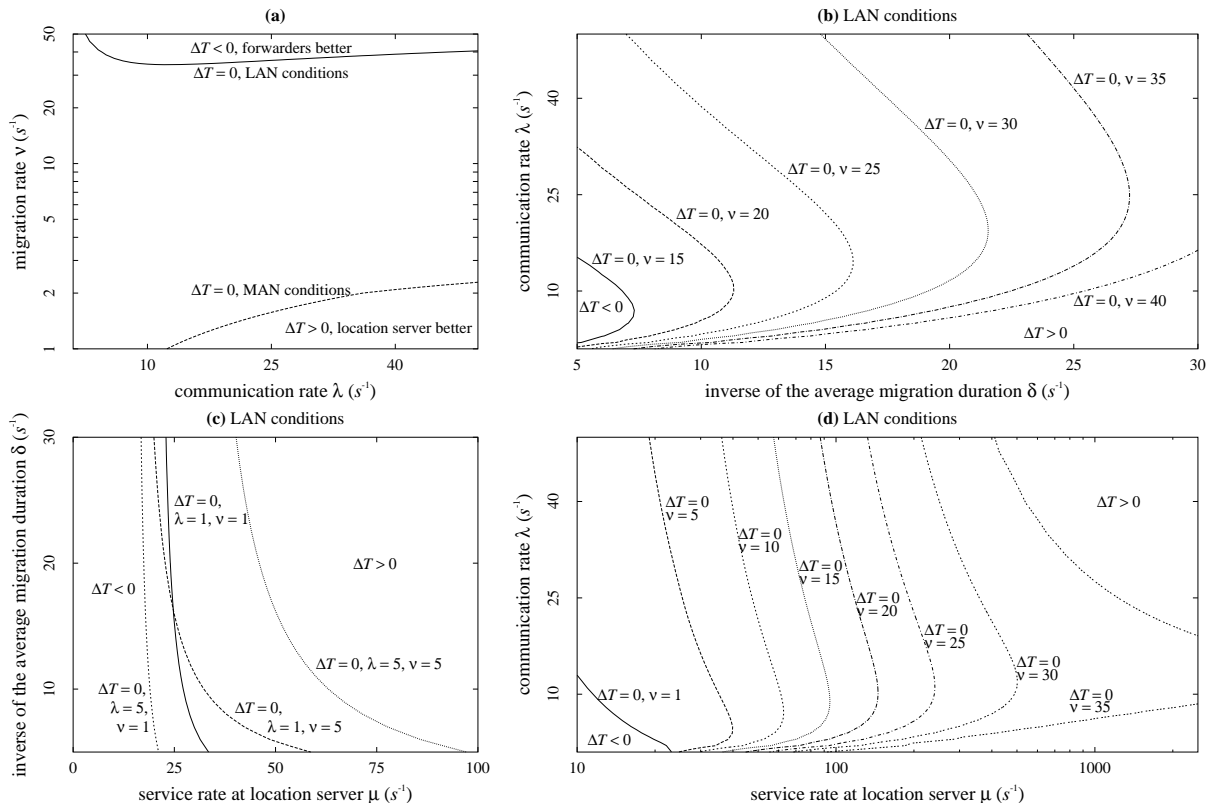 (a)
50
20
10
5
2
1
migration rate ν (s⁻¹)
ΔT < 0, forwarders better
ΔT = 0, LAN conditions
ΔT = 0, MAN conditions
ΔT > 0, location server better
10
25
40
communication rate λ (s⁻¹)
(b) LAN conditions
40
25
10
communication rate λ (s⁻¹)
ΔT = 0, ν = 35
ΔT = 0, ν = 30
ΔT = 0, ν = 25
ΔT = 0, ν = 20
ΔT = 0, ν = 15
ΔT < 0
ΔT = 0, ν = 40
ΔT > 0
5
10
15
20
25
30
inverse of the average migration duration δ (s⁻¹)
(c) LAN conditions
30
20
10
inverse of the average migration duration δ (s⁻¹)
ΔT = 0,
λ = 1, ν = 1
ΔT > 0
ΔT < 0
ΔT = 0, λ = 5, ν = 5
ΔT = 0,
λ = 5,
ν = 1
ΔT = 0,
λ = 1, ν = 5
0
25
50
75
100
service rate at location server μ (s⁻¹)
(d) LAN conditions
40
25
10
communication rate λ (s⁻¹)
ΔT = 0
ν = 5
ΔT > 0
ΔT = 0
ν = 10
ΔT = 0
ν = 15
ΔT = 0
ν = 20
ΔT = 0
ν = 25
ΔT = 0
ν = 30
ΔT = 0
ν = 35
ΔT = 0, ν = 1
ΔT < 0
10
100
1000
service rate at location server μ (s⁻¹)